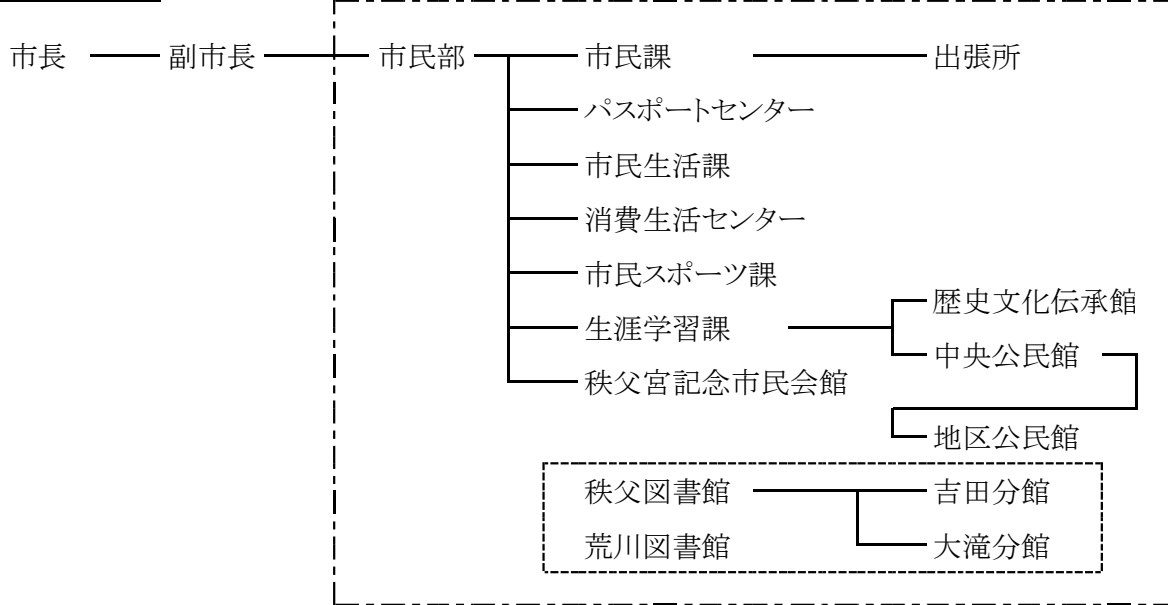 市長 副市長 市民部 市民課 出張所
パスポートセンター
市民生活課
消費生活センター
市民スポーツ課
歴史文化伝承館
生涯学習課
中央公民館
秩父宮記念市民会館
地区公民館
秩父図書館 吉田分館
荒川図書館 大滝分館